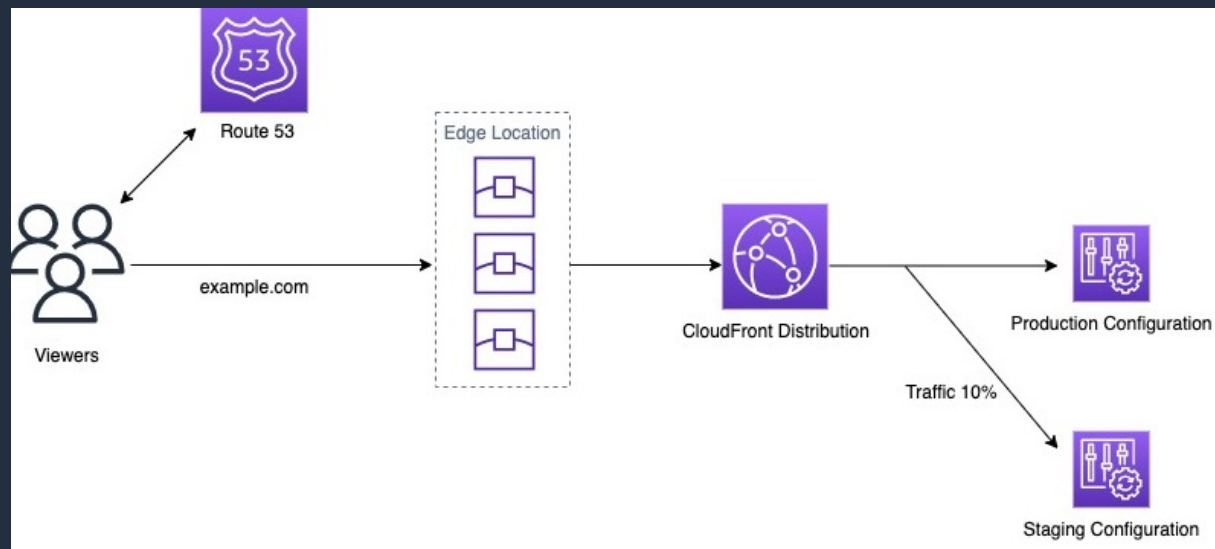 53
Route 53
Edge Location
example.com
Viewers
CloudFront Distribution
Production Configuration
Traffic 10%
Staging Configuration